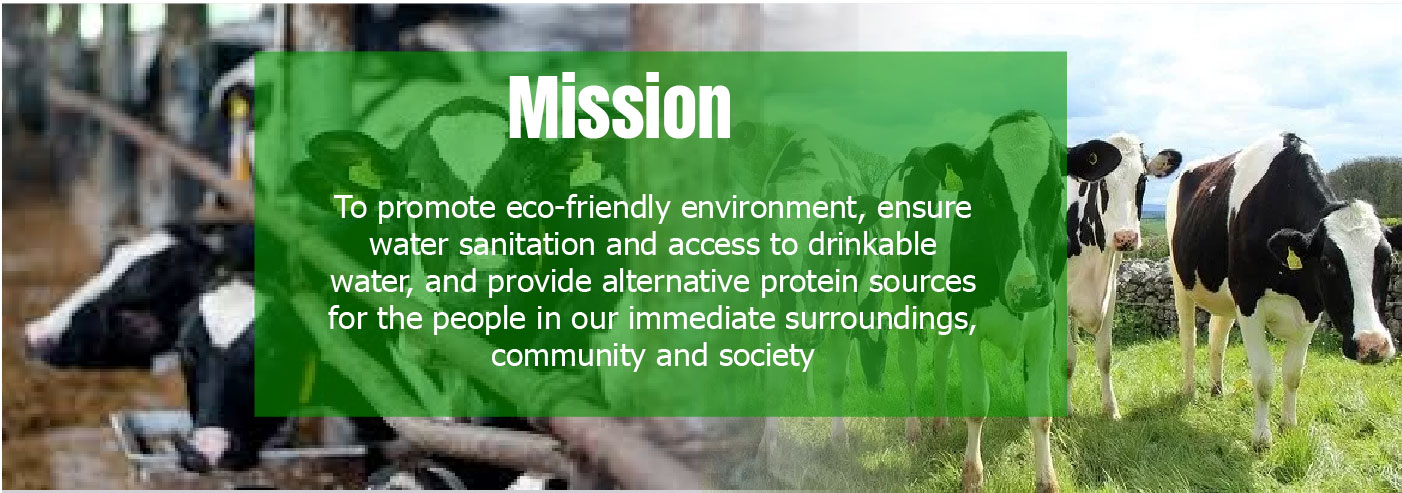 Mission
To promote eco-friendly environment, ensure
water sanitation and access to drinkable
water, and provide alternative protein sources
for the people in our immediate surroundings,
community and society